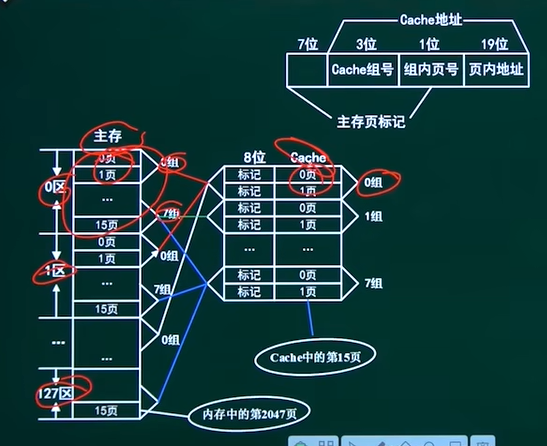 Cache地址
7位 3位 1位 19位
Cache组号 组内页号 页内地址
主存页标记
主存 8位 Cache
0页 0组 标记 0页 0组
0区 1页 标记 1页
... 7组 标记 0页 1组
15页 标记 1页
0页 ... ...
1区 1页 0组
... 7组 标记 0页 7组
15页 标记 1页
... ... 0组
Cache中的第15页
127区
15页 内存中的第2047页